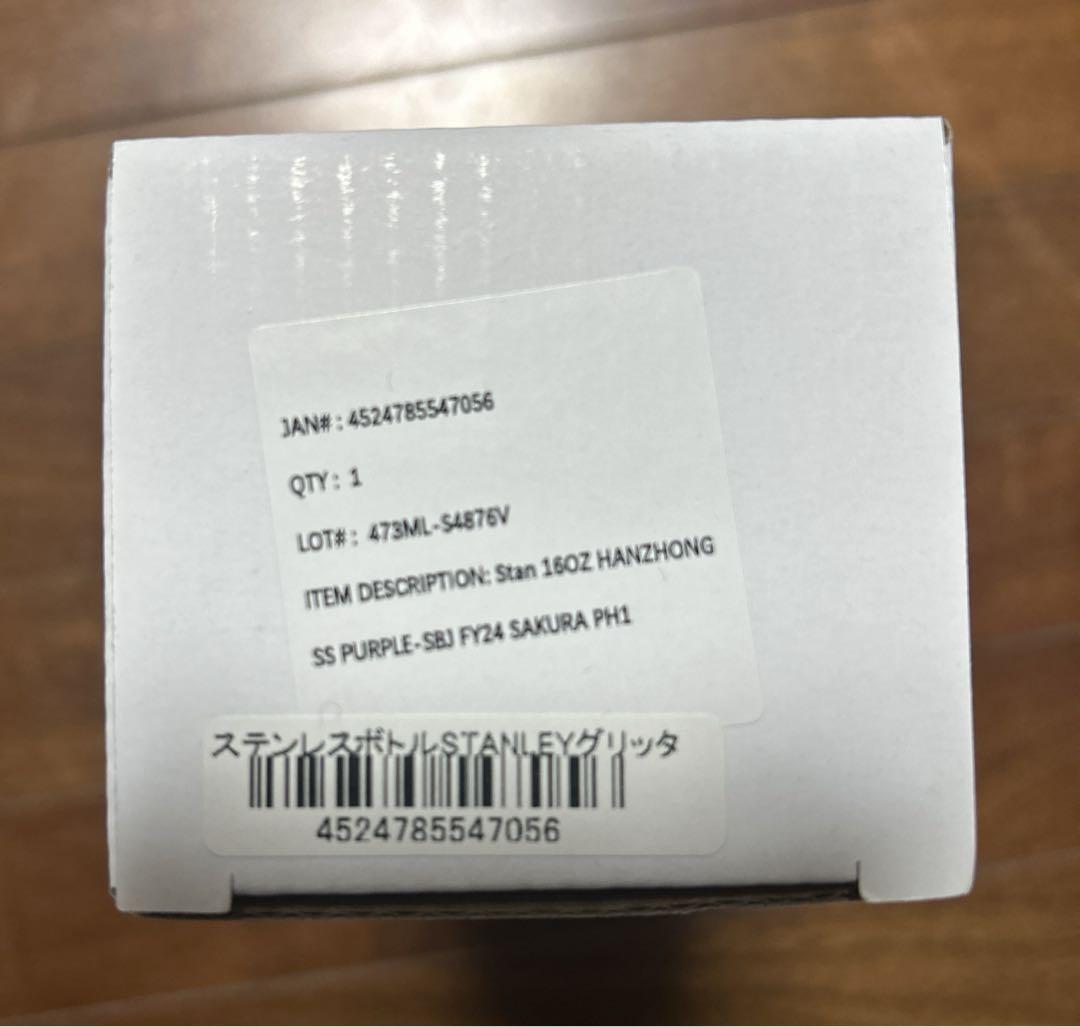 JAN# : 4524785547056
QTY : 1
LOT# : 473ML-S4876V
ITEM DESCRIPTION: Stan 16OZ HANZHONG
SS PURPLE-SBJ FY24 SAKURA PH1
ステンレスボトルSTANLEYグリッタ
4524785547056